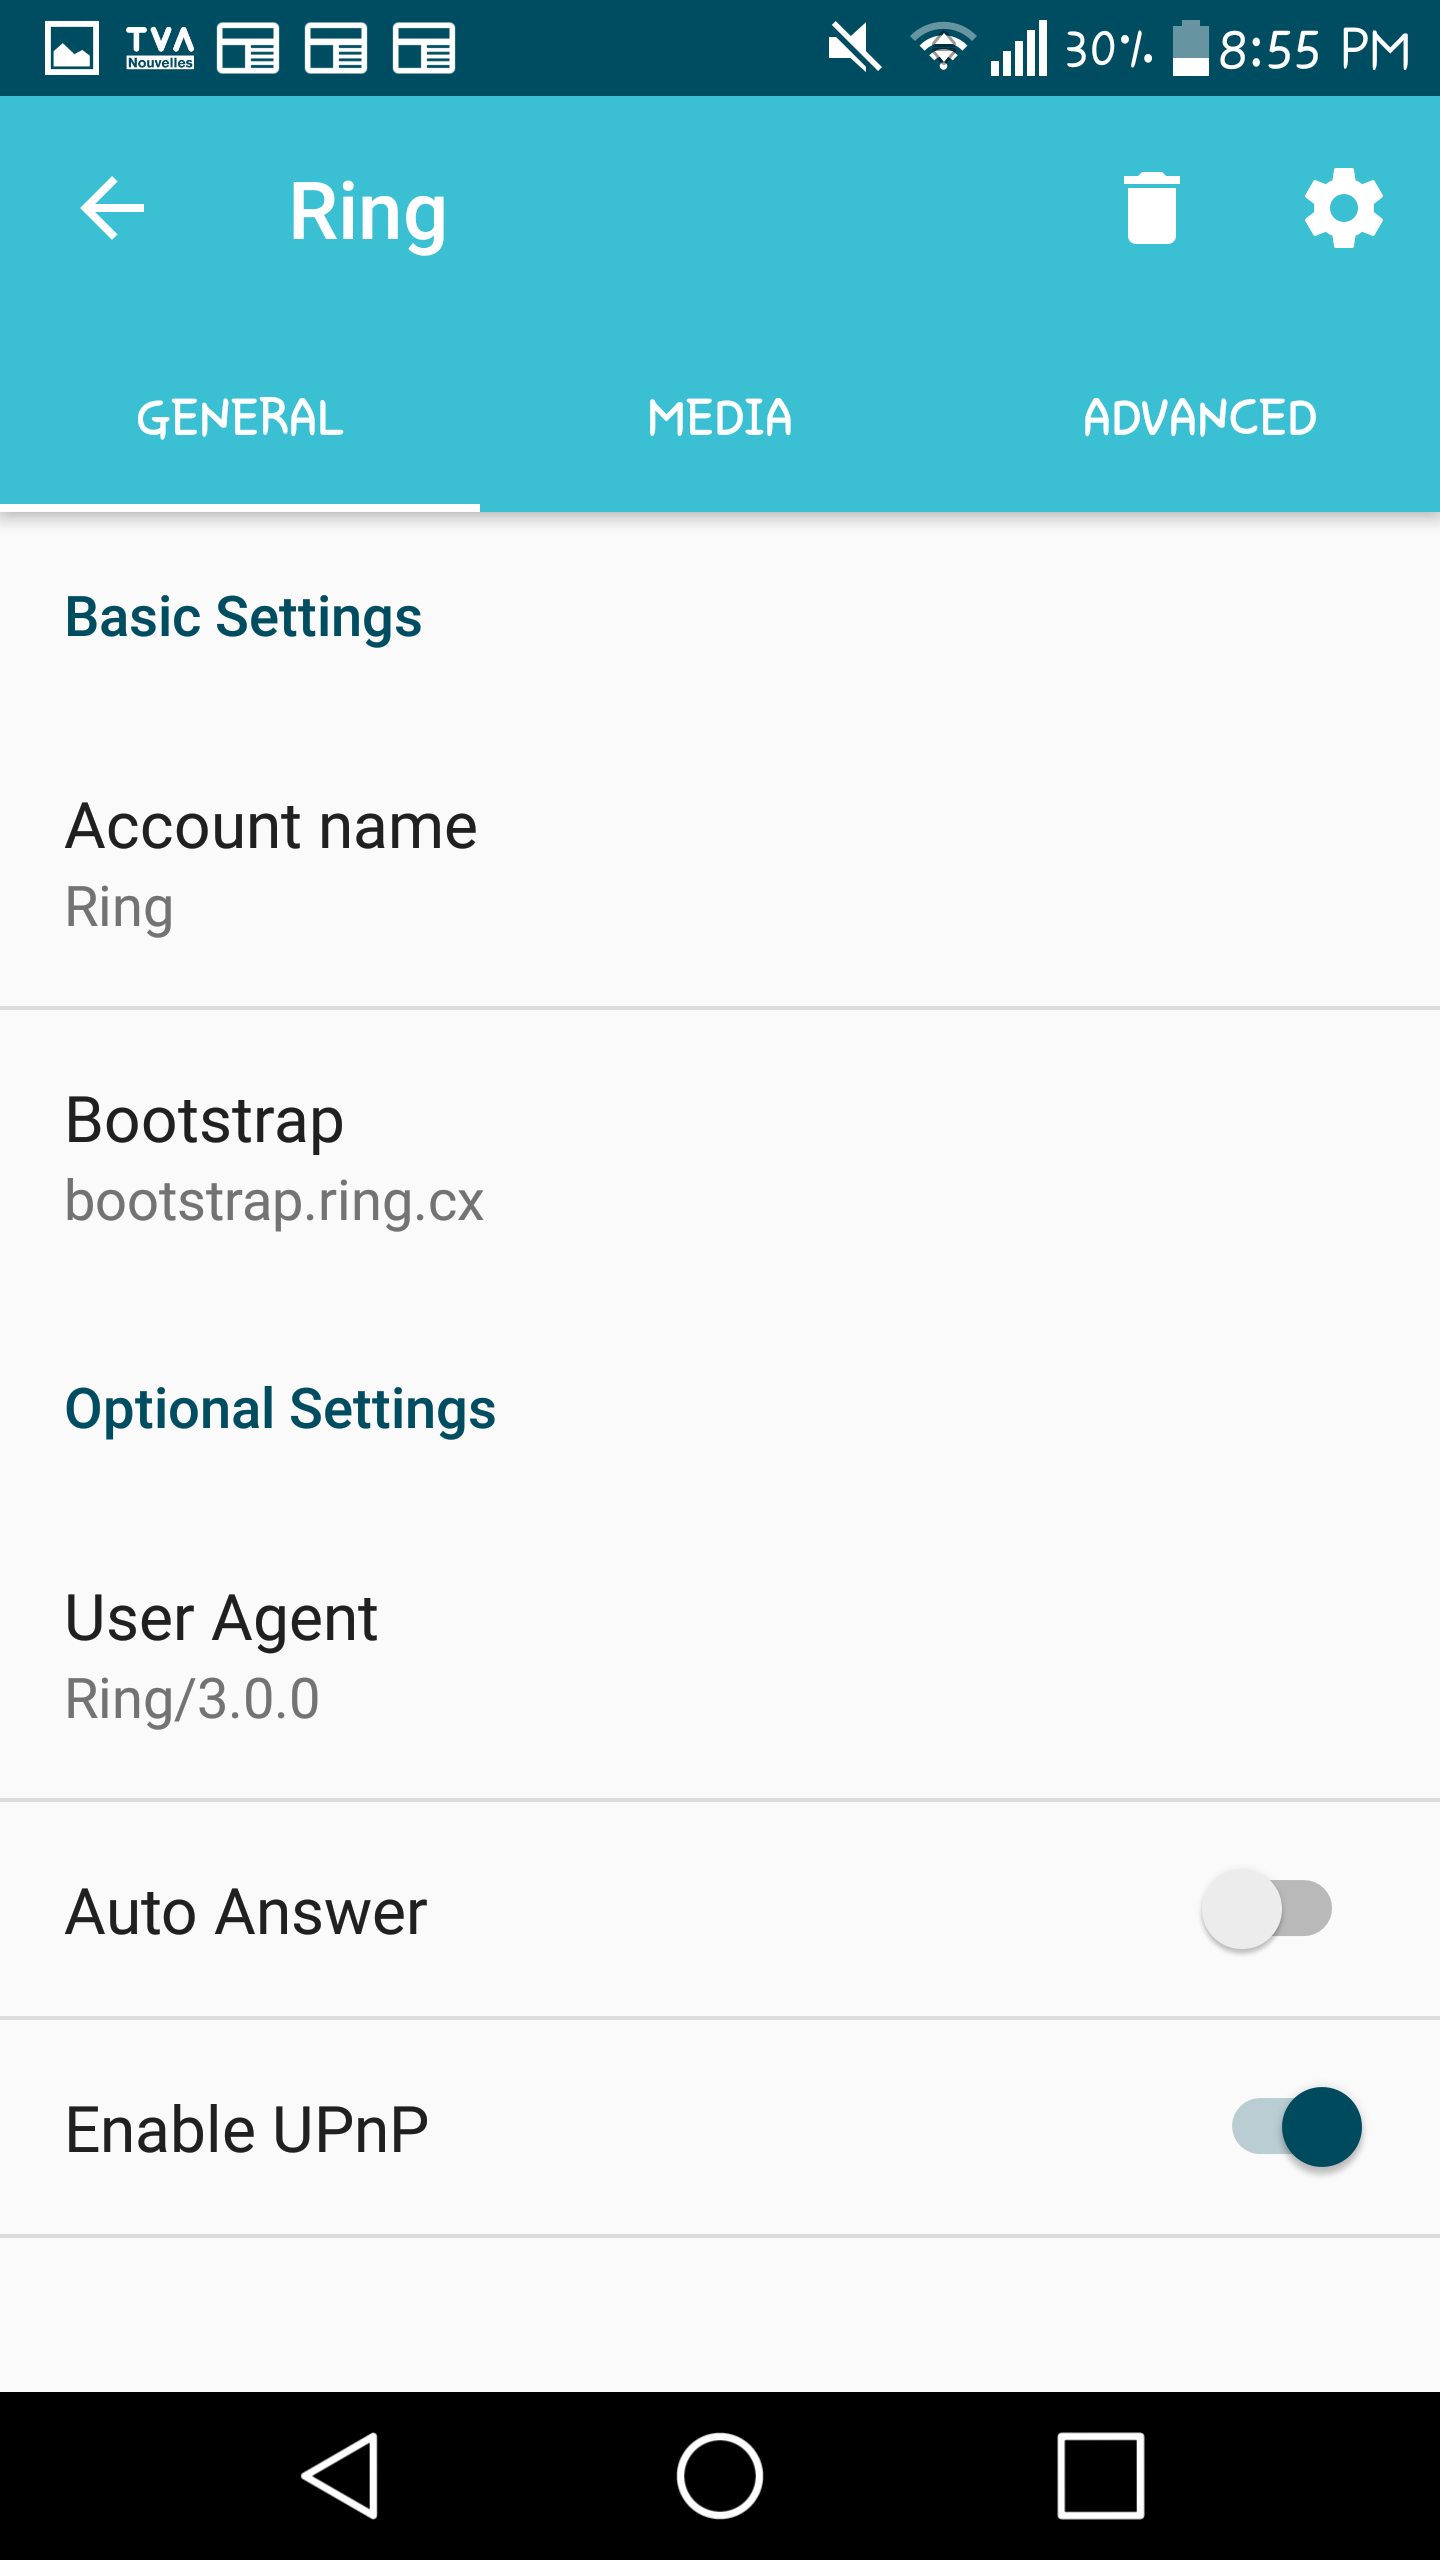 TVA
Nouvelles
30% 8:55 PM
Ring
GENERAL MEDIA ADVANCED
Basic Settings
Account name
Ring
Bootstrap
bootstrap.ring.cx
Optional Settings
User Agent
Ring/3.0.0
Auto Answer
Enable UPnP